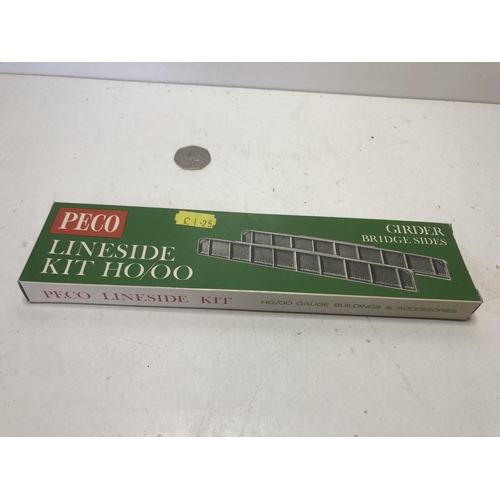 PECO
£1.25
GIRDER
BRIDGE SIDES
LINESIDE
KIT HO/OO
PECO LINESIDE KIT
HO/OO GAUGE BUILDINGS & ACCESSORIES